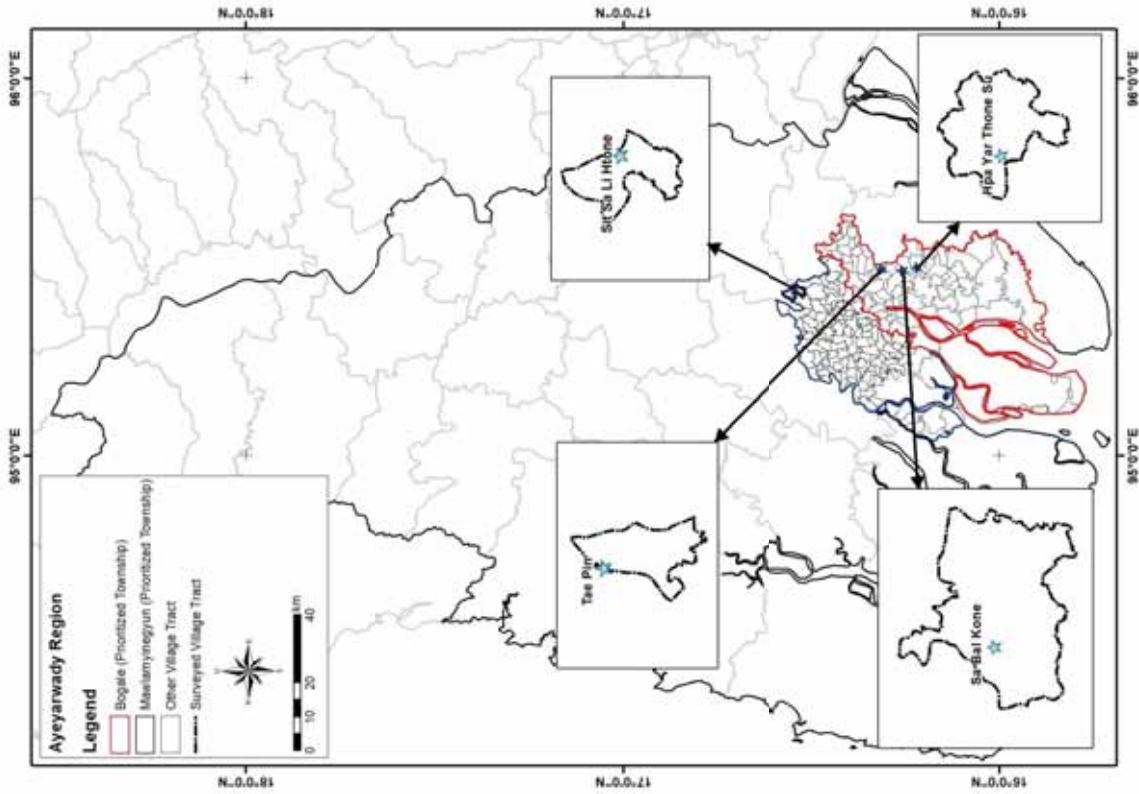 96°0'0"E
95°0'0"E
18°0'0"N
17°0'0"N
16°0'0"N
Ayeyarwady Region
Legend
Bogale (Prioritized Township)
Mawlamyinegyun (Prioritized Township)
Other Village Tract
Surveyed Village Tract
0 10 20 40
km
Sit Sa Li Htone
Tae Pin
Hpa Yar Thone Su
Sa Bai Kone
18°0'0"N
17°0'0"N
16°0'0"N
95°0'0"E
96°0'0"E